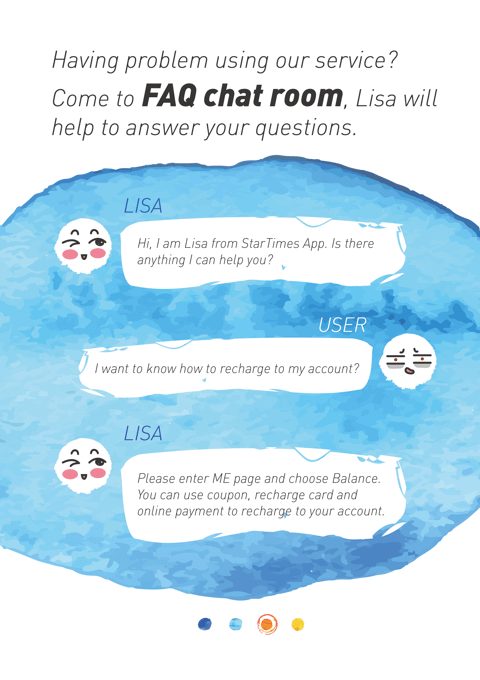 Having problem using our service?
Come to FAQ chat room, Lisa will
help to answer your questions.
LISA
Hi, I am Lisa from StarTimes App. Is there
anything I can help you?
USER
I want to know how to recharge to my account?
LISA
Please enter ME page and choose Balance.
You can use coupon, recharge card and
online payment to recharge to your account.